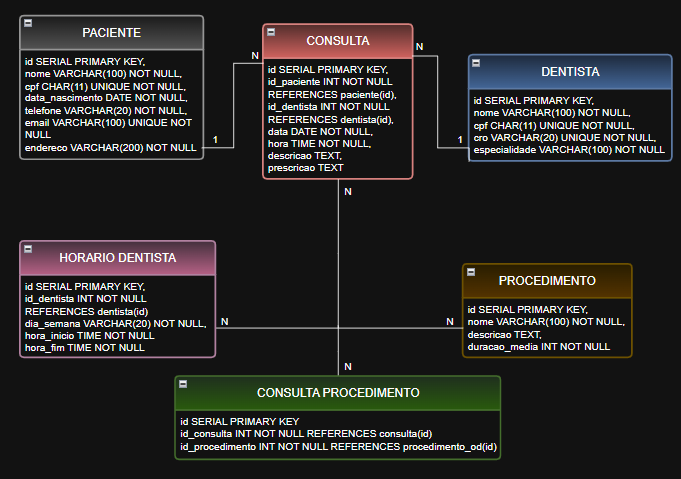 PACIENTE
id SERIAL PRIMARY KEY,
nome VARCHAR(100) NOT NULL,
cpf CHAR(11) UNIQUE NOT NULL,
data_nascimento DATE NOT NULL,
telefone VARCHAR(20) NOT NULL,
email VARCHAR(100) UNIQUE NOT
NULL
endereco VARCHAR(200) NOT NULL
1
N
CONSULTA
id SERIAL PRIMARY KEY,
id_paciente INT NOT NULL
REFERENCES paciente(id),
id_dentista INT NOT NULL
REFERENCES dentista(id),
data DATE NOT NULL,
hora TIME NOT NULL,
descricao TEXT,
prescricao TEXT
N
1
DENTISTA
id SERIAL PRIMARY KEY,
nome VARCHAR(100) NOT NULL,
cpf CHAR(11) UNIQUE NOT NULL,
cro VARCHAR(20) UNIQUE NOT NULL,
especialidade VARCHAR(100) NOT NULL
N
HORARIO DENTISTA
id SERIAL PRIMARY KEY,
id_dentista INT NOT NULL
REFERENCES dentista(id)
dia_semana VARCHAR(20) NOT NULL,
hora_inicio TIME NOT NULL
hora_fim TIME NOT NULL
N
N
PROCEDIMENTO
id SERIAL PRIMARY KEY,
nome VARCHAR(100) NOT NULL,
descricao TEXT,
duracao_media INT NOT NULL
N
CONSULTA PROCEDIMENTO
id SERIAL PRIMARY KEY
id_consulta INT NOT NULL REFERENCES consulta(id)
id_procedimento INT NOT NULL REFERENCES procedimento_od(id)